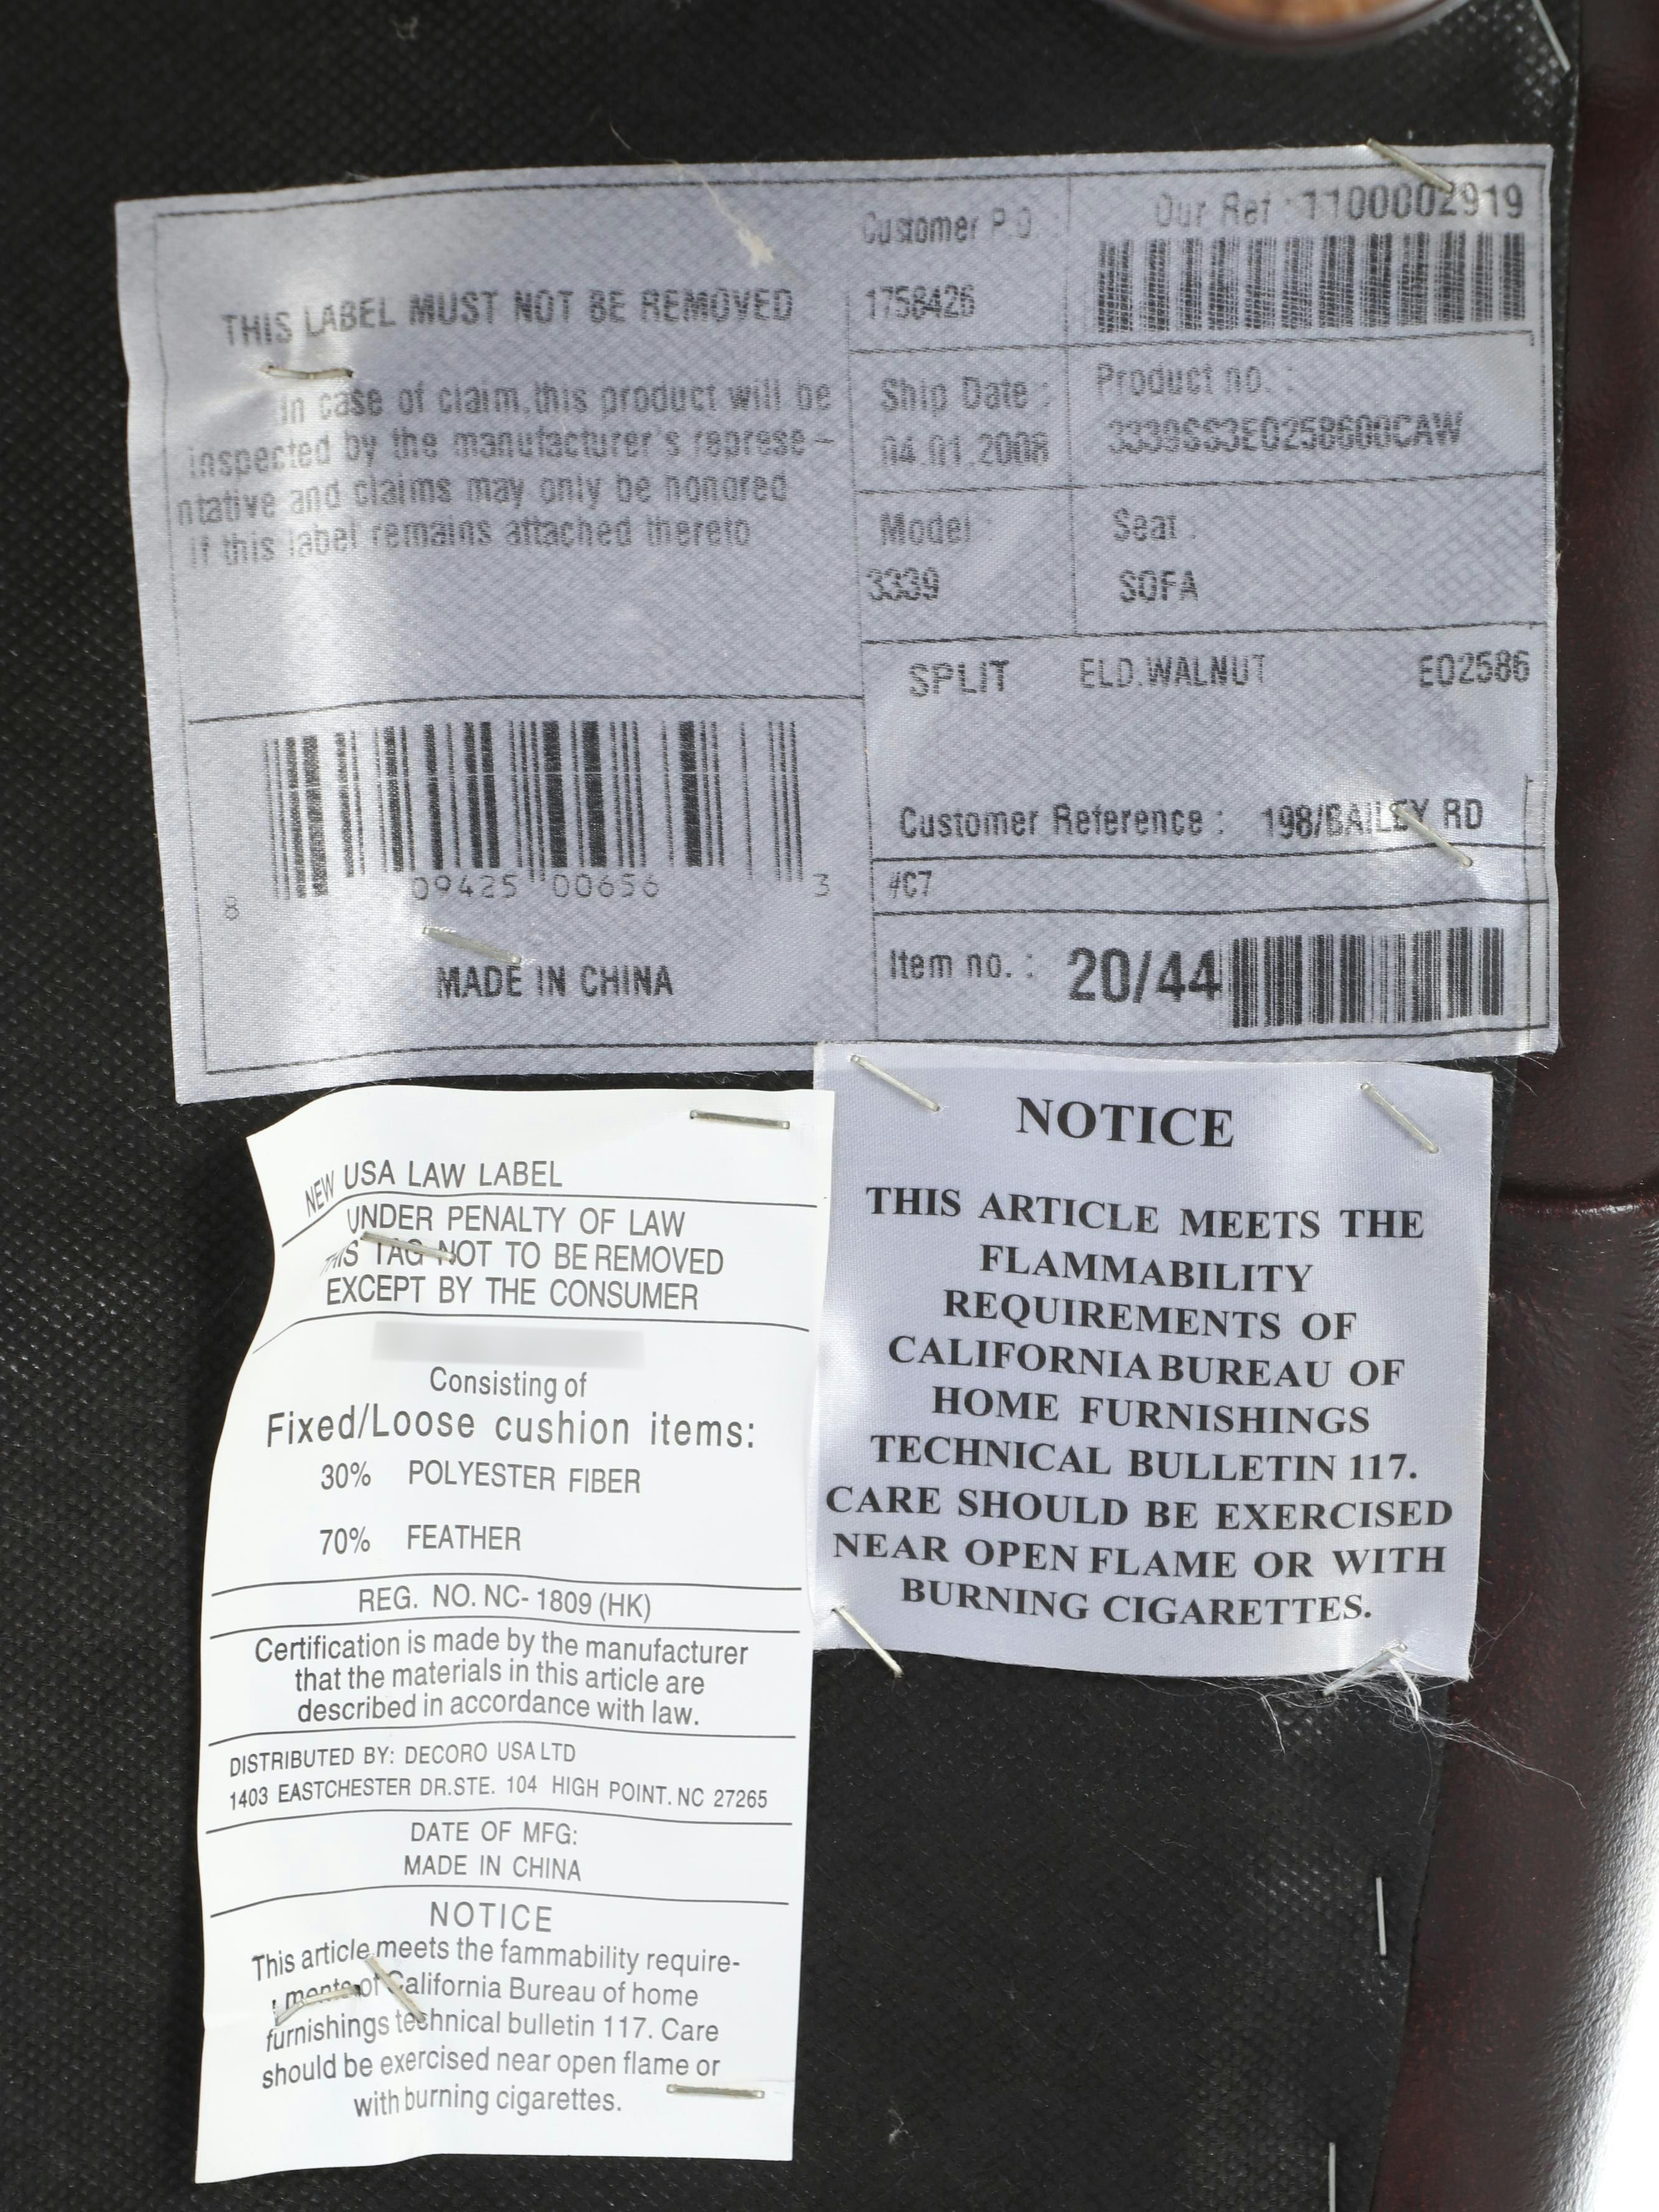 THIS LABEL MUST NOT BE REMOVED
In case of claim.this product will be
inspected by the manufacturer's represe-
ntative and claims may only be honored
if this label remains attached thereto
8 09425 00656 3
MADE IN CHINA
Customer P.O. :
1758426
Our Ref : 1100002919
Ship Date :
04.01.2008
Product no. :
3339SS3E0258600CAW
Model
3339
Seat :
SOFA
SPLIT ELD.WALNUT E02586
Customer Reference : 198/BAILEY RD
#C7
Item no. : 20/44
NEW USA LAW LABEL
UNDER PENALTY OF LAW
THIS TAG NOT TO BE REMOVED
EXCEPT BY THE CONSUMER
Consisting of
Fixed/Loose cushion items:
30% POLYESTER FIBER
70% FEATHER
REG. NO. NC-1809 (HK)
Certification is made by the manufacturer
that the materials in this article are
described in accordance with law.
DISTRIBUTED BY: DECORO USA LTD
1403 EASTCHESTER DR.STE. 104 HIGH POINT. NC 27265
DATE OF MFG:
MADE IN CHINA
NOTICE
This article meets the fammability require-
ments of California Bureau of home
furnishings technical bulletin 117. Care
should be exercised near open flame or
with burning cigarettes.
NOTICE
THIS ARTICLE MEETS THE
FLAMMABILITY
REQUIREMENTS OF
CALIFORNIA BUREAU OF
HOME FURNISHINGS
TECHNICAL BULLETIN 117.
CARE SHOULD BE EXERCISED
NEAR OPEN FLAME OR WITH
BURNING CIGARETTES.